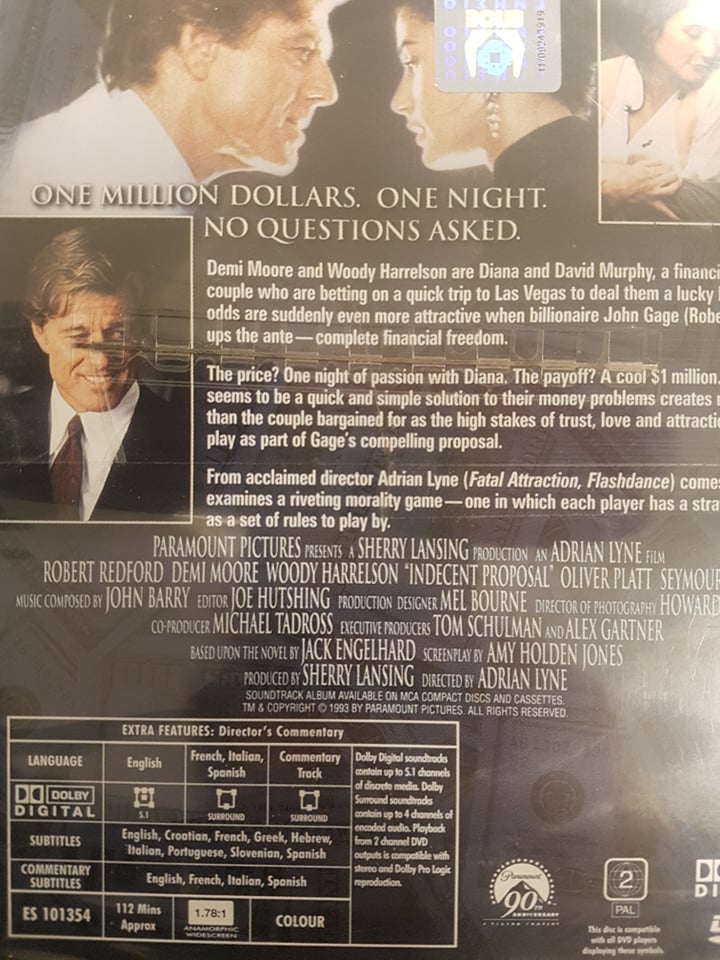 11709243919
ONE MILLION DOLLARS. ONE NIGHT.
NO QUESTIONS ASKED.
Demi Moore and Woody Harrelson are Diana and David Murphy, a financi
couple who are betting on a quick trip to Las Vegas to deal them a lucky
odds are suddenly even more attractive when billionaire John Gage (Robe
ups the ante—complete financial freedom.
The price? One night of passion with Diana. The payoff? A cool $1 million.
seems to be a quick and simple solution to their money problems creates
than the couple bargained for as the high stakes of trust, love and attracti
play as part of Gage's compelling proposal.
From acclaimed director Adrian Lyne (Fatal Attraction, Flashdance) comes
examines a riveting morality game—one in which each player has a stra
as a set of rules to play by.
PARAMOUNT PICTURES PRESENTS A SHERRY LANSING PRODUCTION AN ADRIAN LYNE FILM
ROBERT REDFORD DEMI MOORE WOODY HARRELSON "INDECENT PROPOSAL" OLIVER PLATT SEYMOUR
MUSIC COMPOSED BY JOHN BARRY EDITOR JOE HUTSHING PRODUCTION DESIGNER MEL BOURNE DIRECTOR OF PHOTOGRAPHY HOWARD
CO-PRODUCER MICHAEL TADROSS EXECUTIVE PRODUCERS TOM SCHULMAN AND ALEX GARTNER
BASED UPON THE NOVEL BY JACK ENGELHARD SCREENPLAY BY AMY HOLDEN JONES
PRODUCED BY SHERRY LANSING DIRECTED BY ADRIAN LYNE
SOUNDTRACK ALBUM AVAILABLE ON MCA COMPACT DISCS AND CASSETTES.
TM & COPYRIGHT © 1993 BY PARAMOUNT PICTURES. ALL RIGHTS RESERVED.
EXTRA FEATURES: Director's Commentary
LANGUAGE English French, Italian, Spanish Commentary Track
DOLBY DIGITAL 5.1 SURROUND SURROUND
SUBTITLES English, Croatian, French, Greek, Hebrew,
Italian, Portuguese, Slovenian, Spanish
COMMENTARY SUBTITLES English, French, Italian, Spanish
ES 101354 112 Mins Approx 1.78:1 ANAMORPHIC WIDESCREEN COLOUR
Dolby Digital soundtracks
contain up to 5.1 channels
of discrete media. Dolby
Surround soundtracks
contain up to 4 channels of
encoded audio. Playback
from 2 channel DVD
outputs is compatible with
stereo and Dolby Pro Logic
reproduction.
Paramount
90TH
ANNIVERSARY
2
PAL
This disc is compatible
with all DVD players
displaying these symbols.